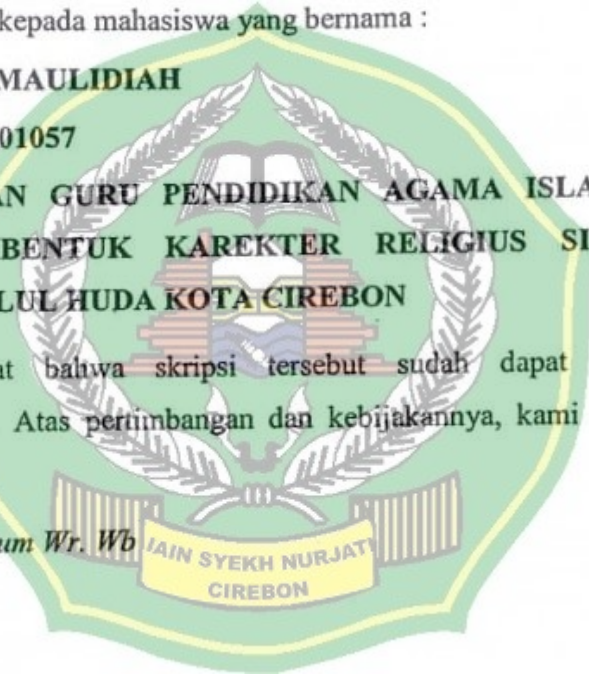 kepada mahasiswa yang bernama :
MAULIDIAH
01057
AN GURU PENDIDIKAN AGAMA ISLA
BENTUK KAREKTER RELIGIUS SI
LUL HUDA KOTA CIREBON
at bahwa skripsi tersebut sudah dapat
Atas pertimbangan dan kebijakannya, kami
um Wr. Wb
IAIN SYEKH NURJATI
CIREBON